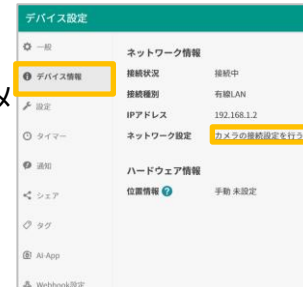 デバイス設定
一般
デバイス情報
メ
設定
タイマー
通知
シェア
タグ
AI-App
Webhook設定
ネットワーク情報
接続状況 接続中
接続種別 有線LAN
IPアドレス 192.168.1.2
ネットワーク設定 カメラの接続設定を行う
ハードウェア情報
位置情報 ? 手動 未設定